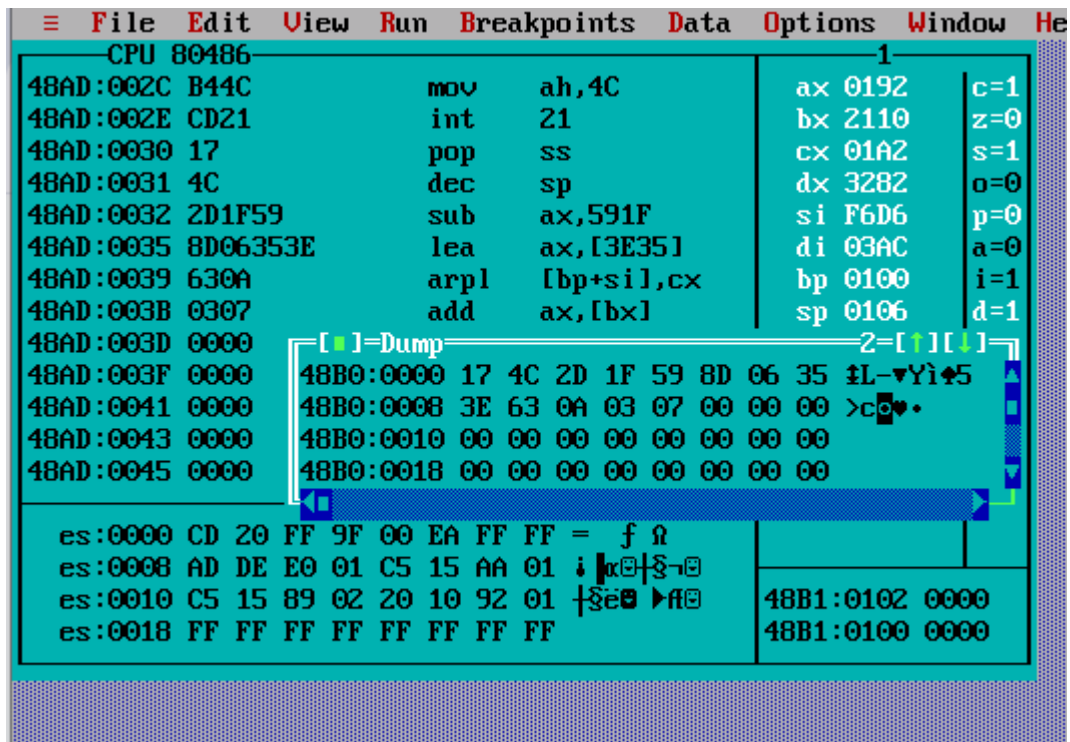 ≡ File Edit View Run Breakpoints Data Options Window He
CPU 80486 1
48AD:002C B44C mov ah,4C ax 0192 c=1
48AD:002E CD21 int 21 bx 2110 z=0
48AD:0030 17 pop ss cx 01A2 s=1
48AD:0031 4C dec sp dx 3282 o=0
48AD:0032 2D1F59 sub ax,591F si F6D6 p=0
48AD:0035 8D06353E lea ax,[3E35] di 03AC a=0
48AD:0039 630A arpl [bp+si],cx bp 0100 i=1
48AD:003B 0307 add ax,[bx] sp 0106 d=1
48AD:003D 0000 [■]=Dump 2=[↑][↓]
48AD:003F 0000 48B0:0000 17 4C 2D 1F 59 8D 06 35 ↨L-▼Yì♠5
48AD:0041 0000 48B0:0008 3E 63 0A 03 07 00 00 00 >c◙♥•
48AD:0043 0000 48B0:0010 00 00 00 00 00 00 00 00
48AD:0045 0000 48B0:0018 00 00 00 00 00 00 00 00
es:0000 CD 20 FF 9F 00 EA FF FF = ƒ Ω
es:0008 AD DE E0 01 C5 15 AA 01 ¡▐α☺┼§¬☺
es:0010 C5 15 89 02 20 10 92 01 ┼§ë☻ ►Æ☺ 48B1:0102 0000
es:0018 FF FF FF FF FF FF FF FF 48B1:0100 0000